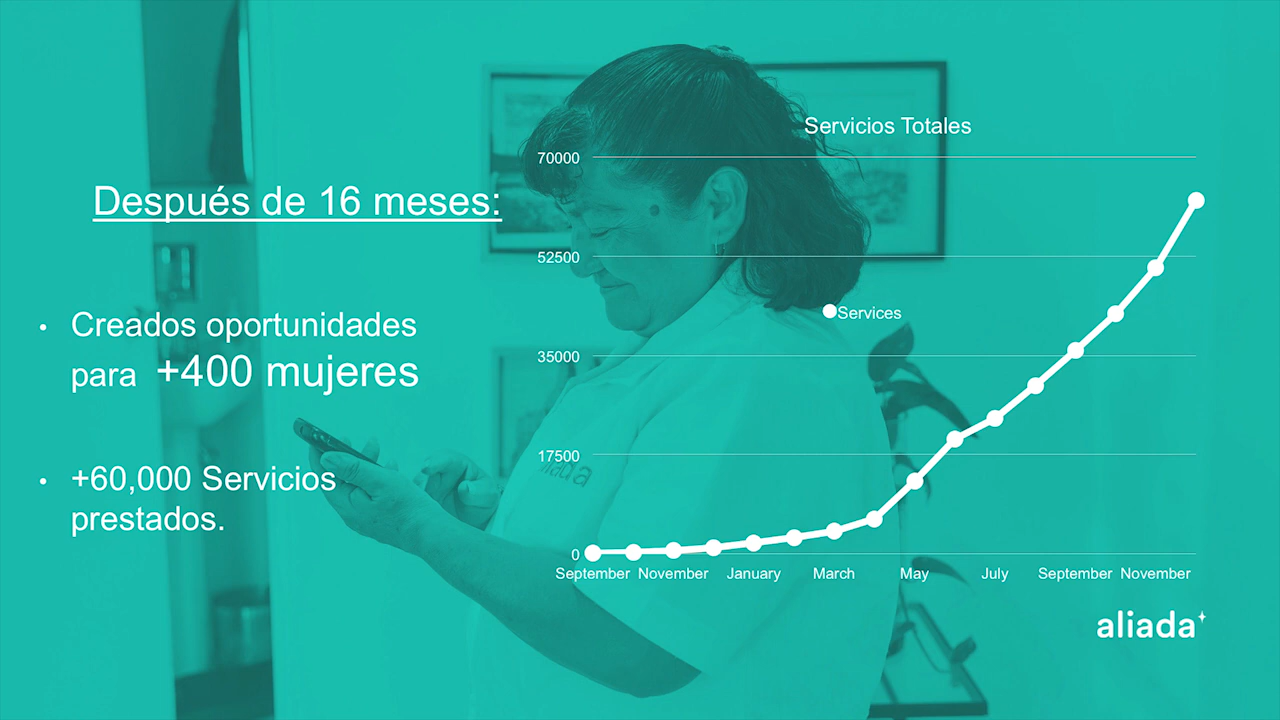 Después de 16 meses:
• Creados oportunidades
para +400 mujeres
• +60,000 Servicios
prestados.
Servicios Totales
70000
52500
35000
17500
0
Services
September November January March May July September November
aliada
aliada